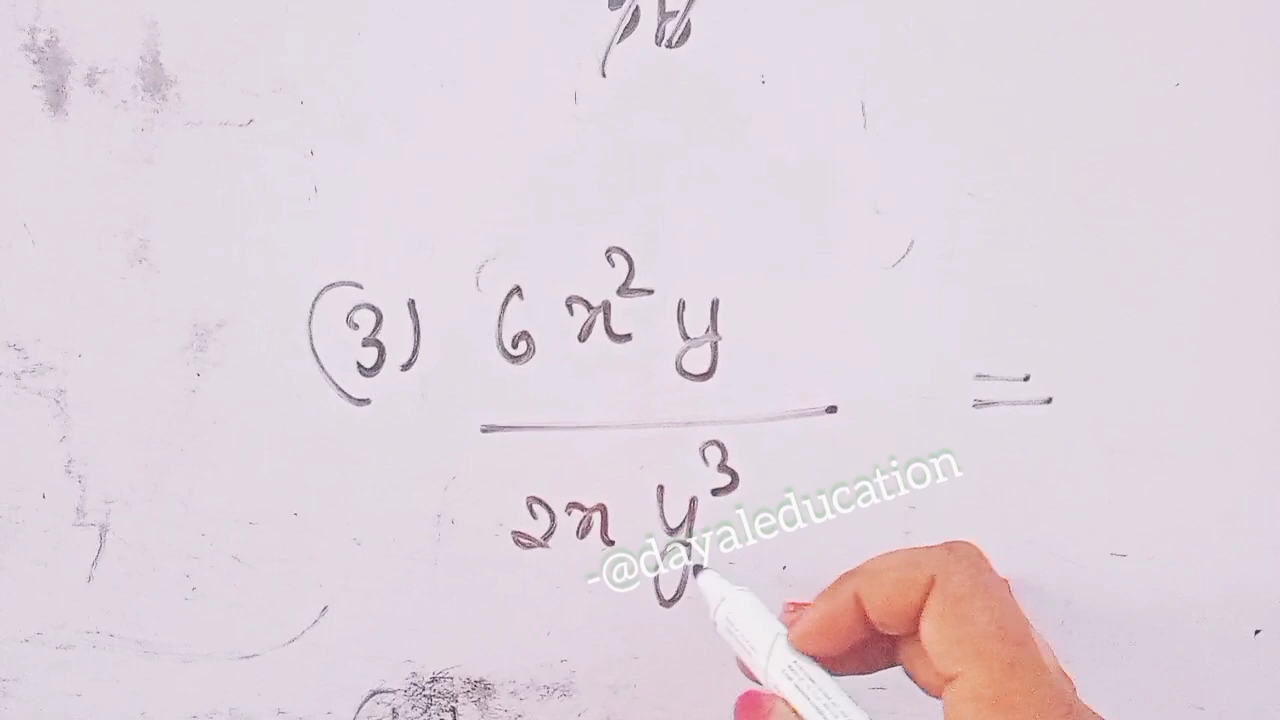 (3) 6x²y
=
2xy³
-@dayaleducation